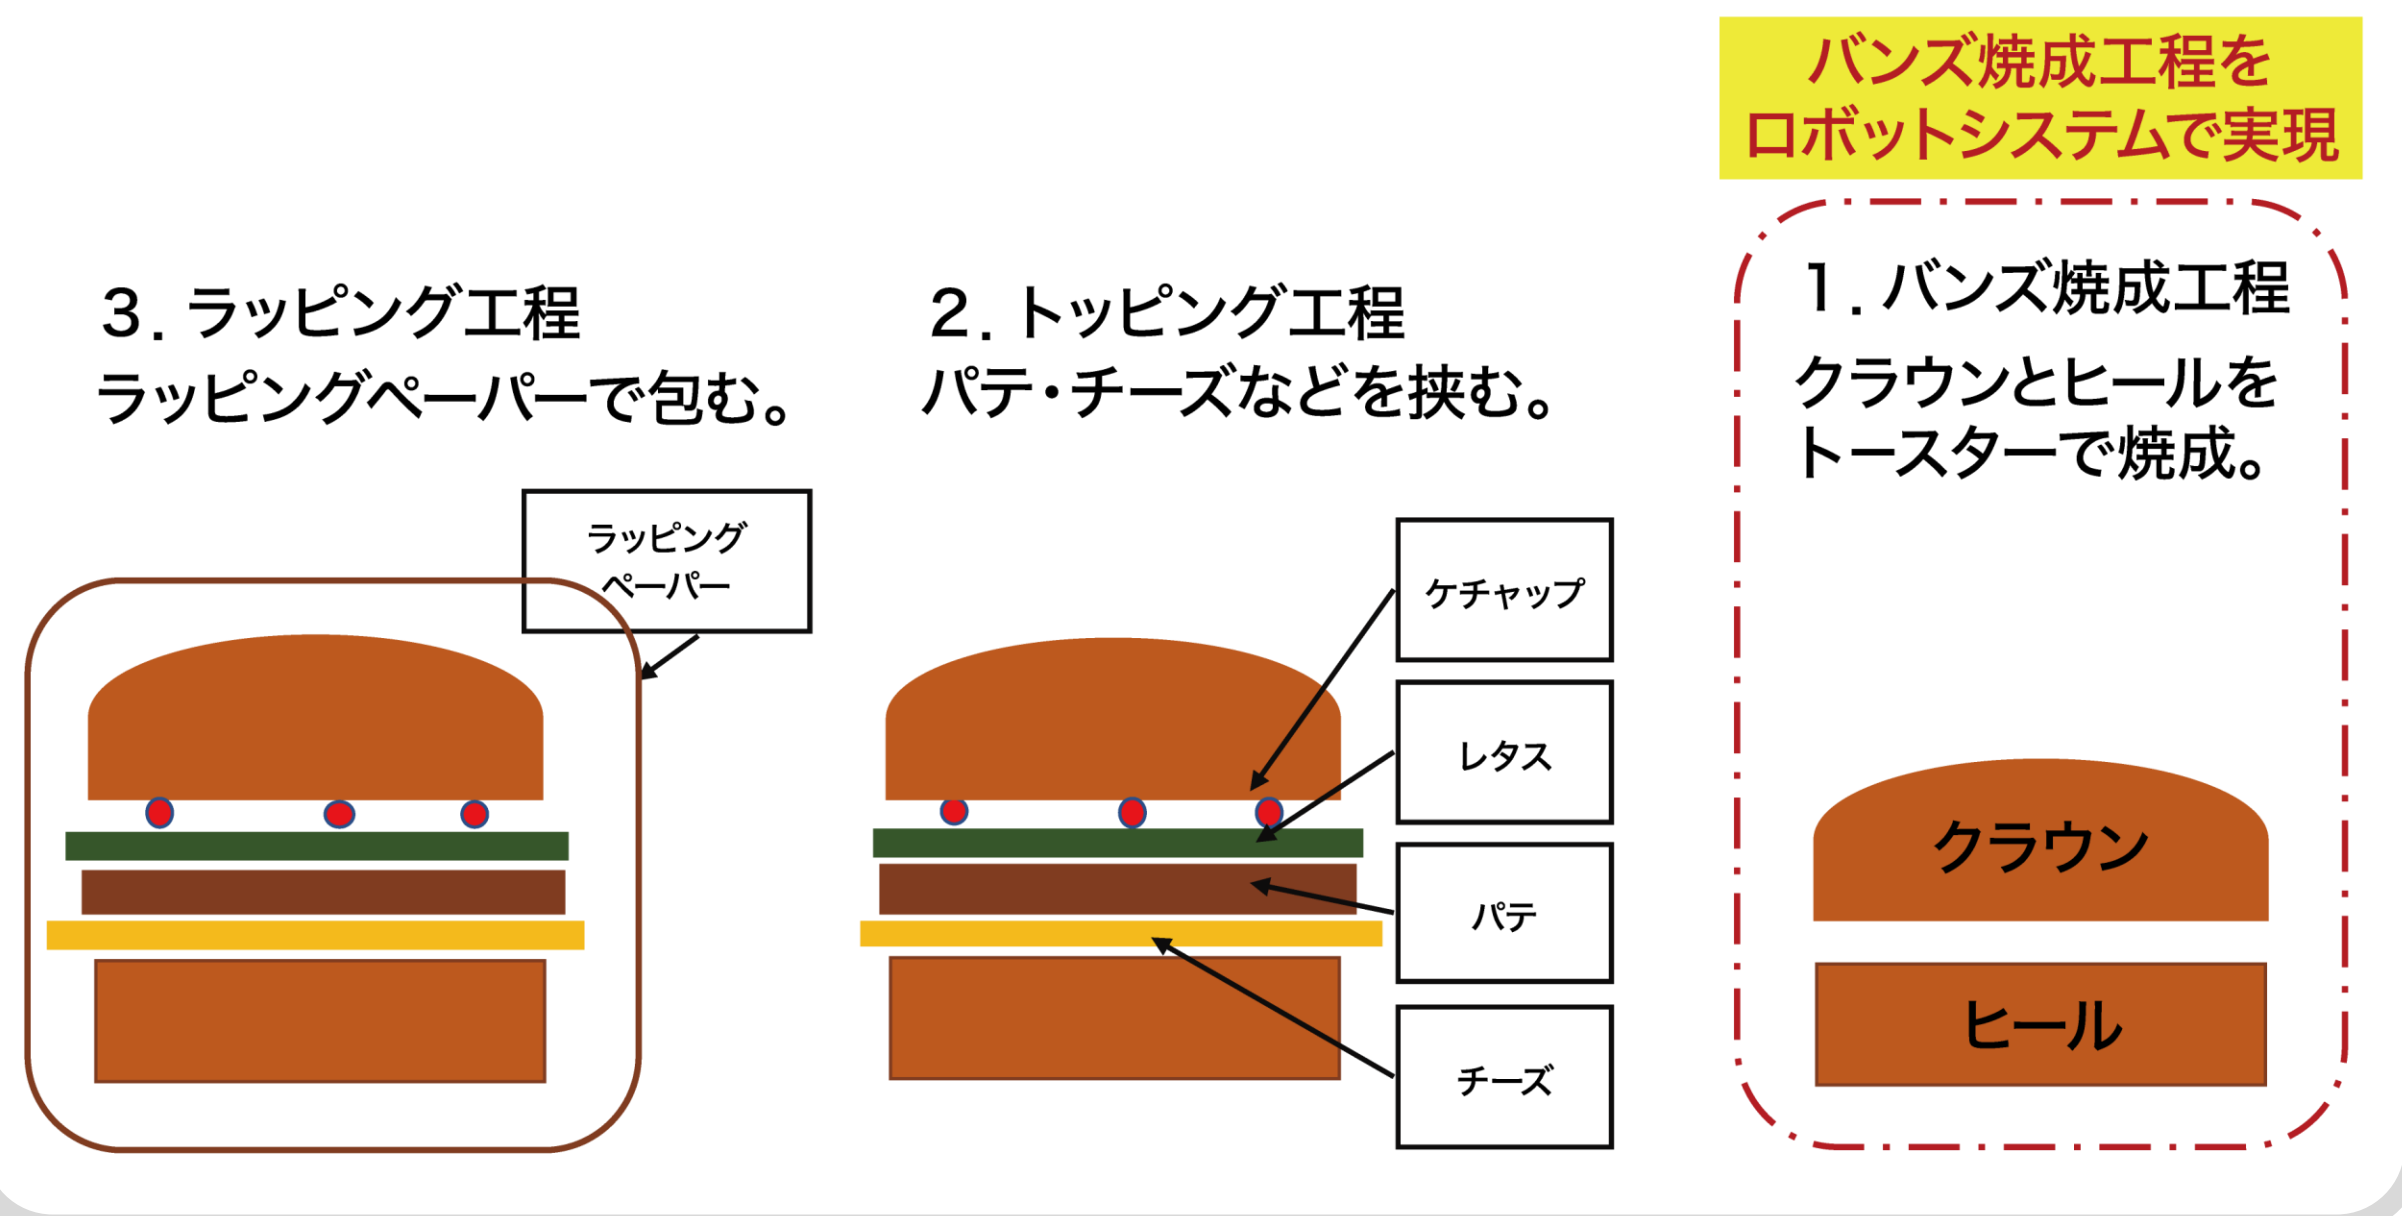 バンズ焼成工程を
ロボットシステムで実現
3. ラッピング工程
ラッピングペーパーで包む。
ラッピング
ペーパー
2. トッピング工程
パテ・チーズなどを挟む。
ケチャップ
レタス
パテ
チーズ
1. バンズ焼成工程
クラウンとヒールを
トースターで焼成。
クラウン
ヒール